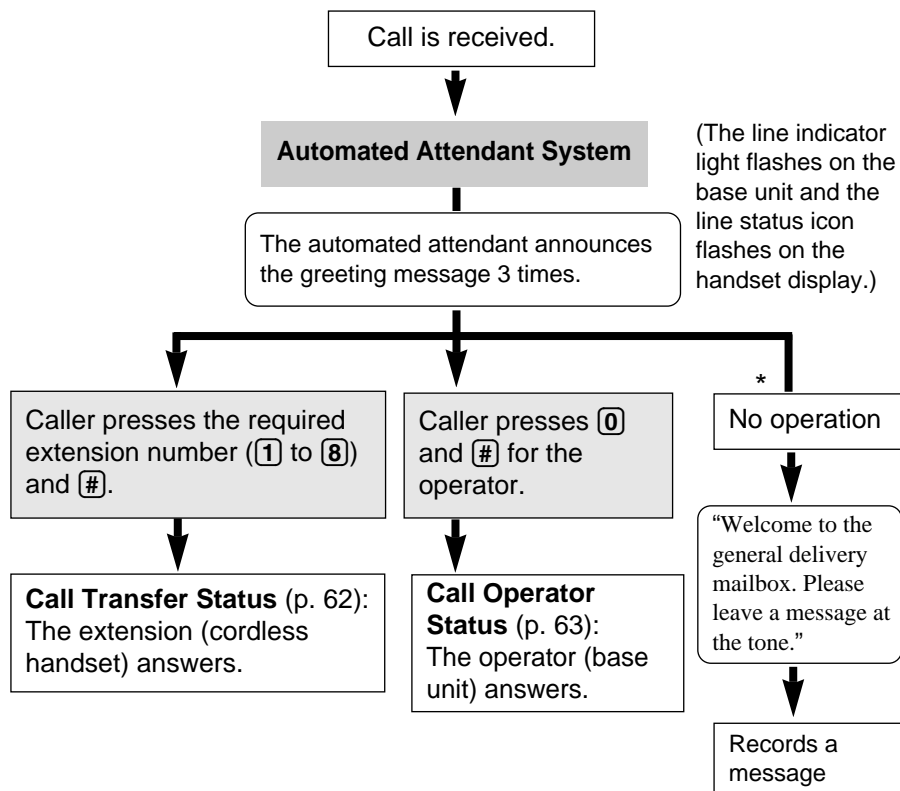 Call is received.
Automated Attendant System
(The line indicator
light flashes on the
base unit and the
line status icon
flashes on the
handset display.)
The automated attendant announces
the greeting message 3 times.
Caller presses the required
extension number (1 to 8)
and #.
Caller presses 0
and # for the
operator.
*
No operation
Call Transfer Status (p. 62):
The extension (cordless
handset) answers.
Call Operator
Status (p. 63):
The operator (base
unit) answers.
“Welcome to the
general delivery
mailbox. Please
leave a message at
the tone.”
Records a
message